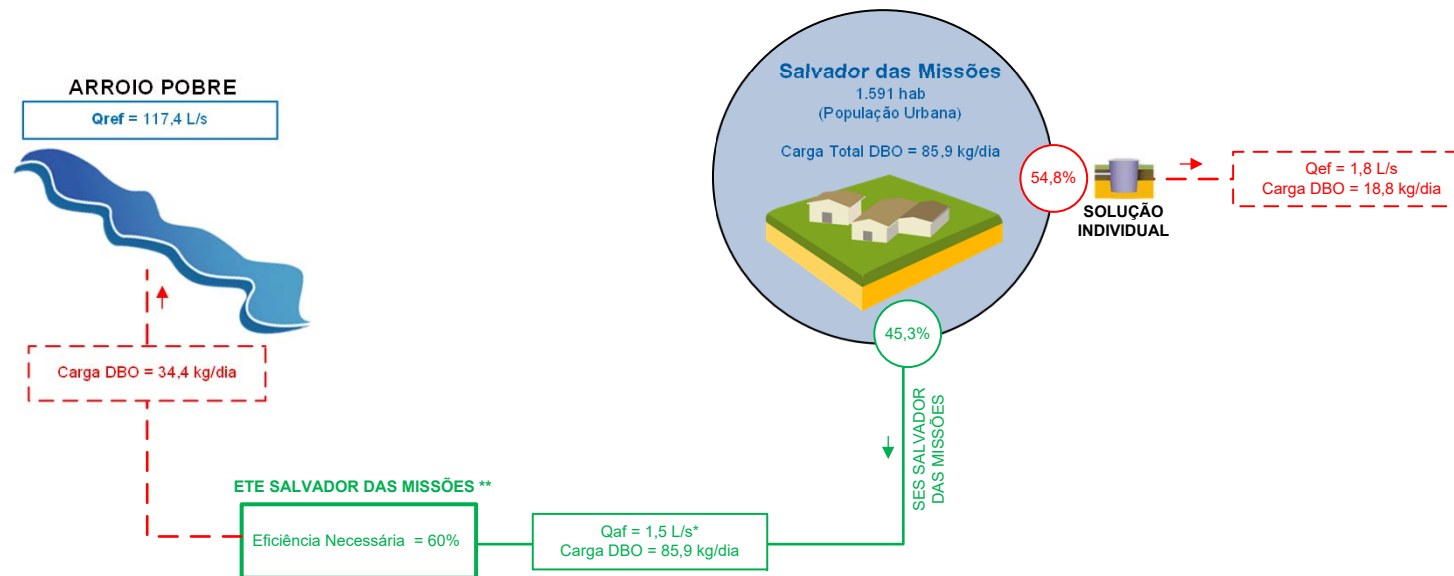 ARROIO POBRE
Qref = 117,4 L/s
Salvador das Missões
1.591 hab
(População Urbana)
Carga Total DBO = 85,9 kg/dia
54,8%
SOLUÇÃO
INDIVIDUAL
Qef = 1,8 L/s
Carga DBO = 18,8 kg/dia
45,3%
Carga DBO = 34,4 kg/dia
SES SALVADOR
DAS MISSÕES
ETE SALVADOR DAS MISSÕES **
Eficiência Necessária = 60%
Qaf = 1,5 L/s*
Carga DBO = 85,9 kg/dia